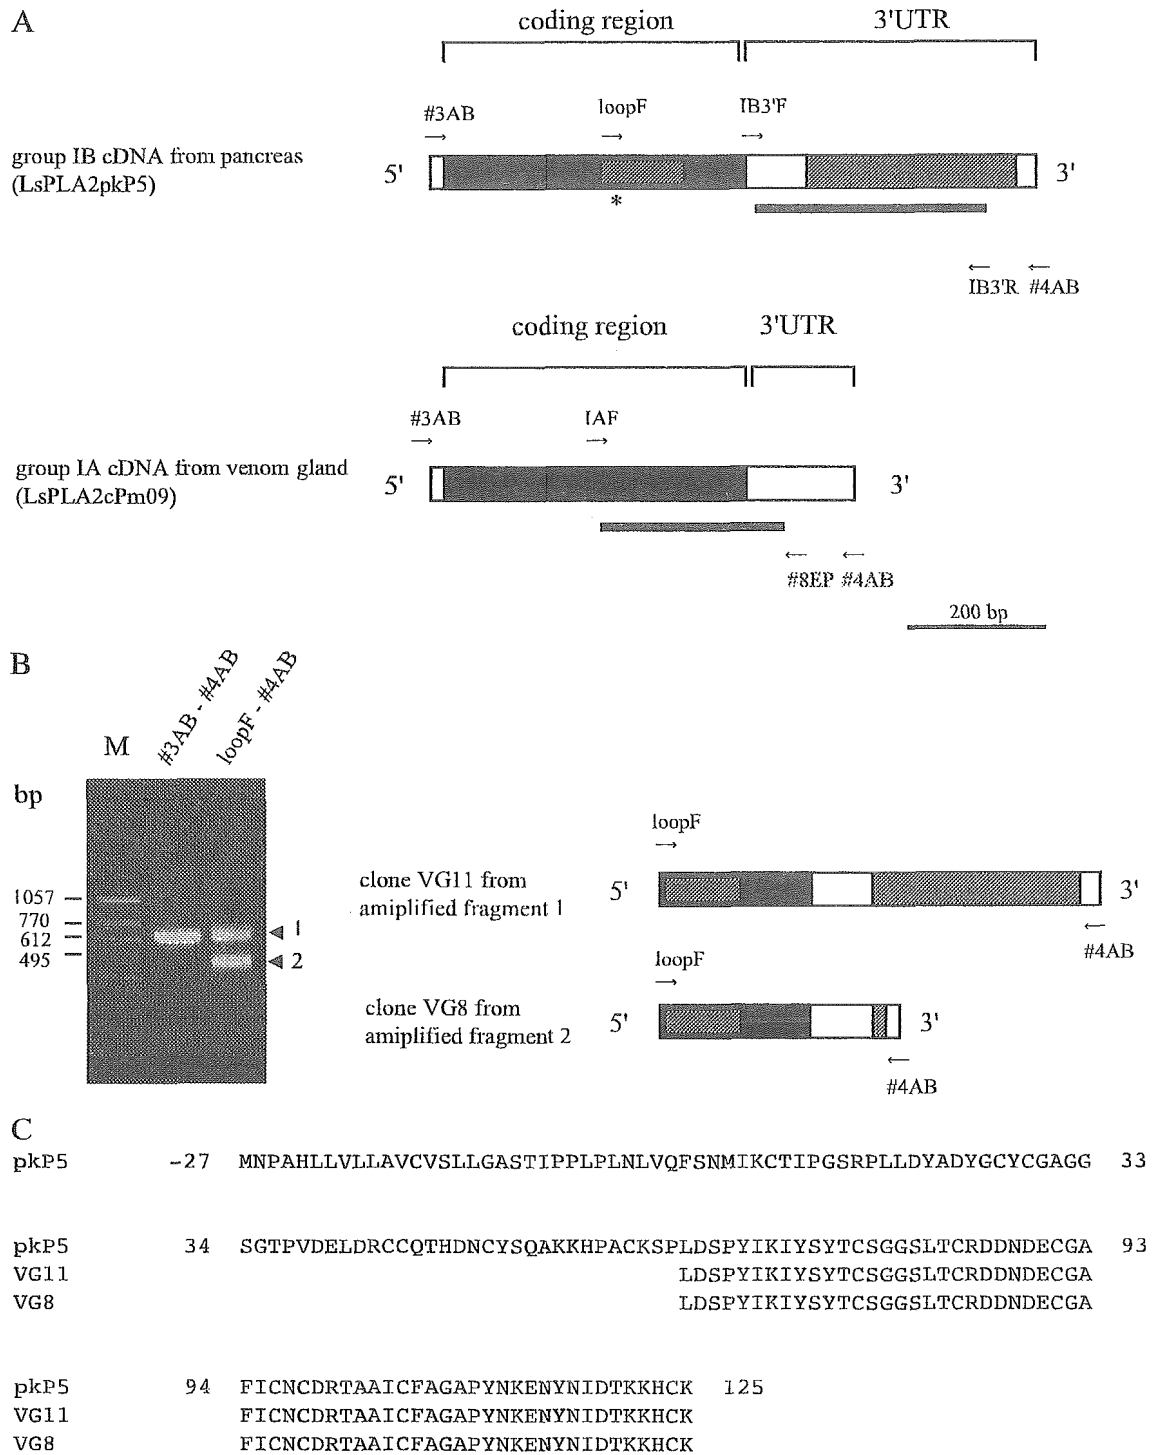 A
coding region 3'UTR
#3AB loopF IB3'F
group IB cDNA from pancreas
(LsPLA2pkP5)
5' 3'
*
IB3'R #4AB
coding region 3'UTR
#3AB IAF
group IA cDNA from venom gland
(LsPLA2cPm09)
5' 3'
#8EP #4AB
200 bp
B
M #3AB - #4AB loopF - #4AB
bp
1057
770
612
495
1
2
loopF
clone VG11 from
amiplified fragment 1
5' 3'
#4AB
loopF
clone VG8 from
amiplified fragment 2
5' 3'
#4AB
C
pkP5 -27 MNPAHLLVLLAVCVSLLGASTIPPLPLNLVQFSNMIKCTIPGSRPLLDYADYGCYCGAGG 33
pkP5 34 SGTPVDELDRCCQTHDNCYSQAKKHPACKSPLDSPYIKIYSYTCSGGSLTCRDDNDECGA 93
VG11 LDSPYIKIYSYTCSGGSLTCRDDNDECGA
VG8 LDSPYIKIYSYTCSGGSLTCRDDNDECGA
pkP5 94 FICNCDRTAAICFAGAPYNKENYNIDTKKHCK 125
VG11 FICNCDRTAAICFAGAPYNKENYNIDTKKHCK
VG8 FICNCDRTAAICFAGAPYNKENYNIDTKKHCK